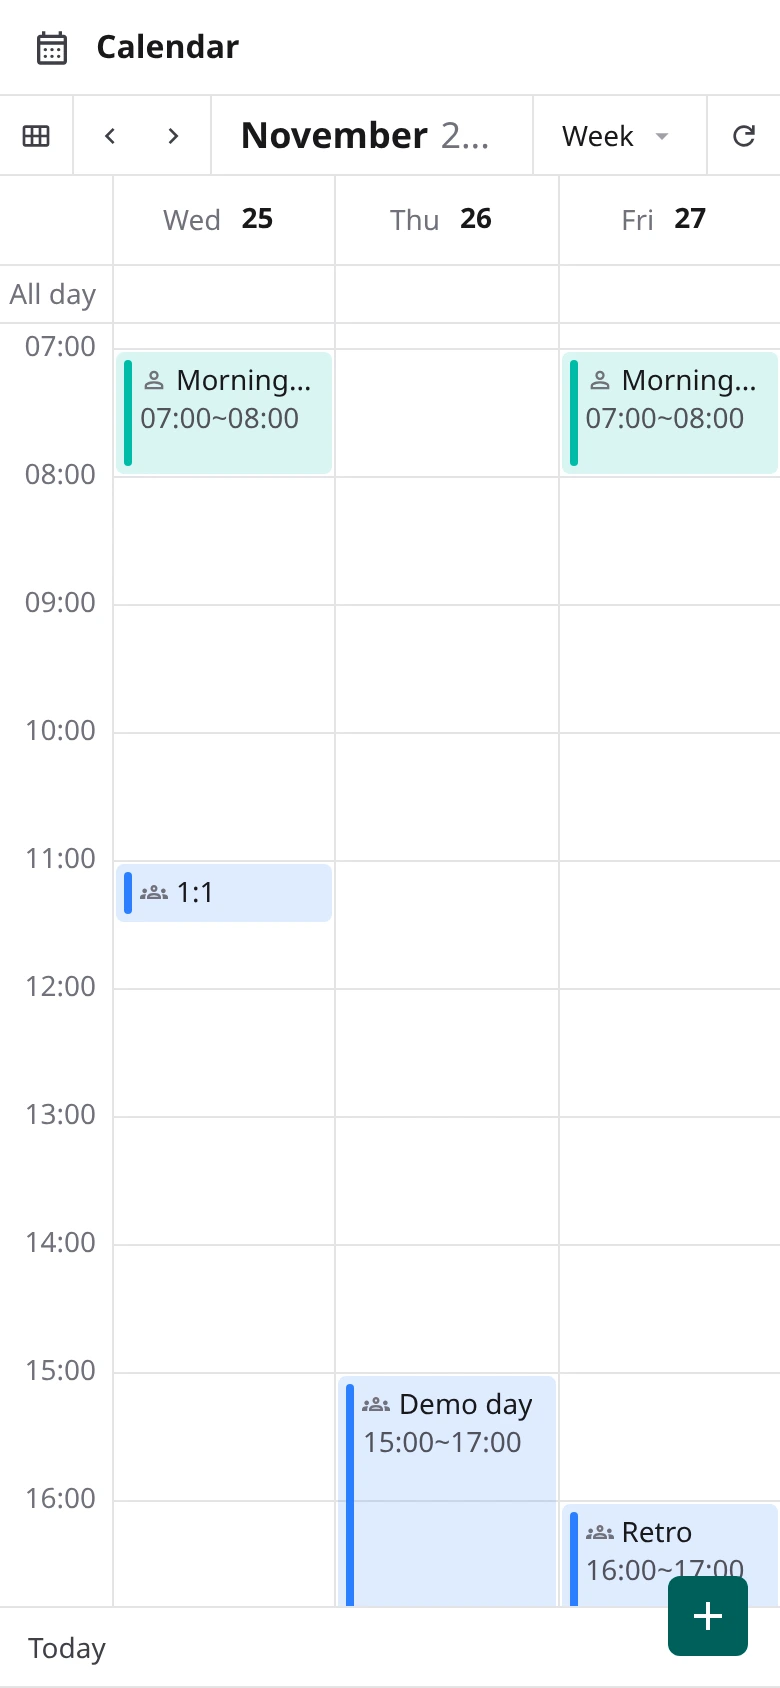 Calendar
November 2...
Week
Wed 25
Thu 26
Fri 27
All day
07:00
Morning...
07:00~08:00
Morning...
07:00~08:00
08:00
09:00
10:00
11:00
1:1
12:00
13:00
14:00
15:00
Demo day
15:00~17:00
16:00
Retro
16:00~17:00
Today